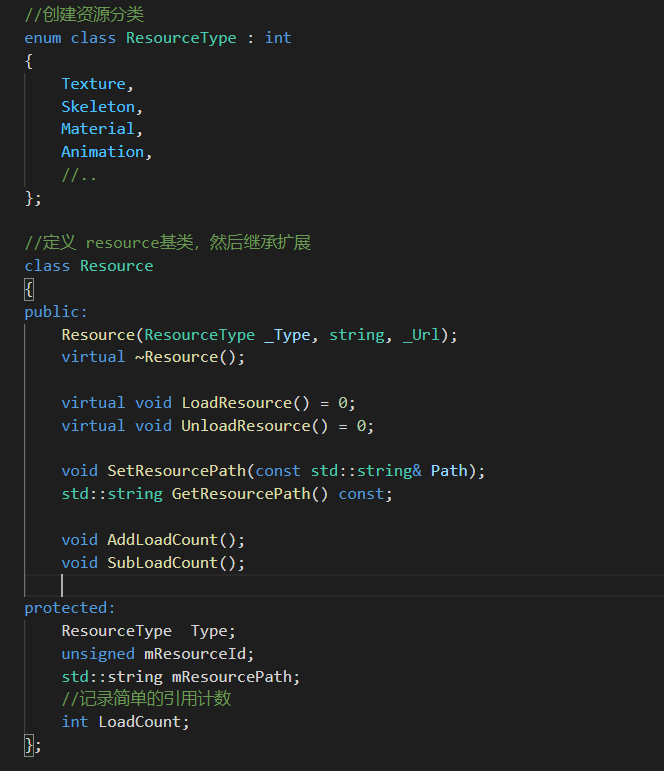 //创建资源分类
enum class ResourceType : int
{
    Texture,
    Skeleton,
    Material,
    Animation,
    //..
};
//定义 resource基类，然后继承扩展
class Resource
{
public:
    Resource(ResourceType _Type, string, _Url);
    virtual ~Resource();
    virtual void LoadResource() = 0;
    virtual void UnloadResource() = 0;
    void SetResourcePath(const std::string& Path);
    std::string GetResourcePath() const;
    void AddLoadCount();
    void SubLoadCount();
protected:
    ResourceType  Type;
    unsigned mResourceId;
    std::string mResourcePath;
    //记录简单的引用计数
    int LoadCount;
};